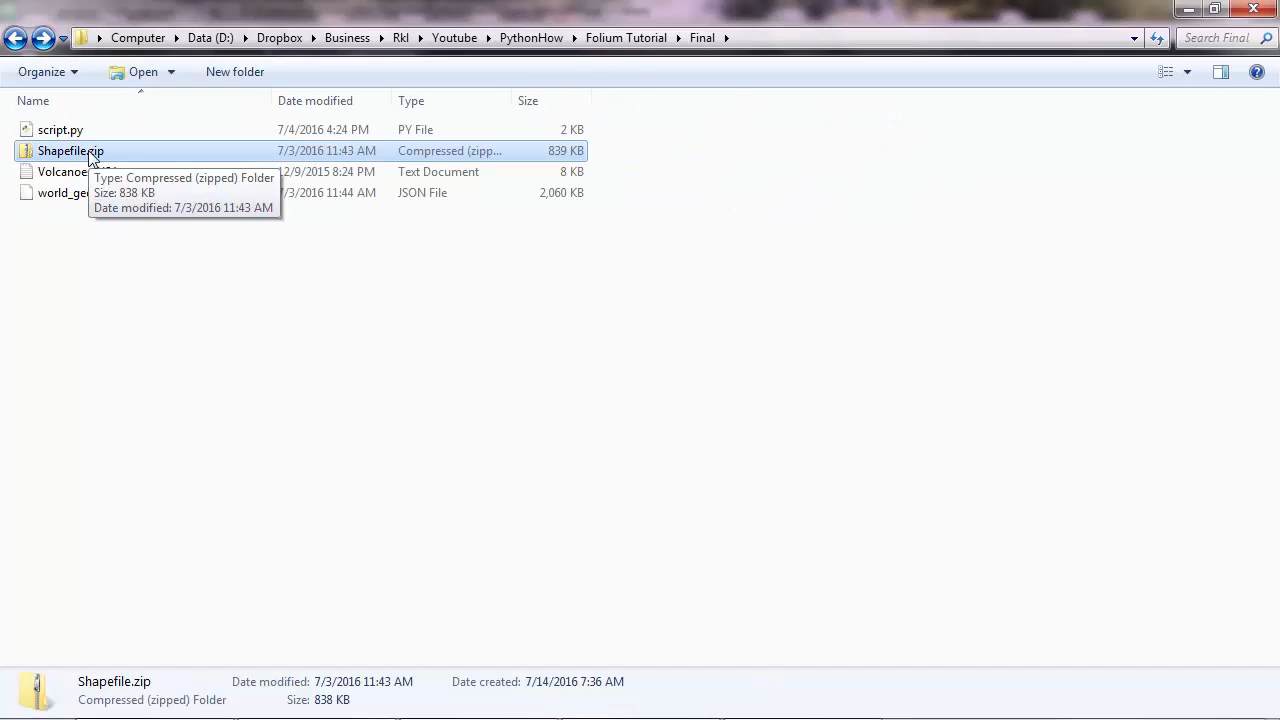 Computer Data (D:) Dropbox Business Rkl Youtube PythonHow Folium Tutorial Final Search Final
Organize Open New folder
Name Date modified Type Size
script.py 7/4/2016 4:24 PM PY File 2 KB
Shapefile.zip 7/3/2016 11:43 AM Compressed (zipp... 839 KB
Volcanoe 12/9/2015 8:24 PM Text Document 8 KB
world_ge 7/3/2016 11:44 AM JSON File 2,060 KB
Type: Compressed (zipped) Folder
Size: 838 KB
Date modified: 7/3/2016 11:43 AM
Shapefile.zip Date modified: 7/3/2016 11:43 AM Date created: 7/14/2016 7:36 AM
Compressed (zipped) Folder Size: 838 KB